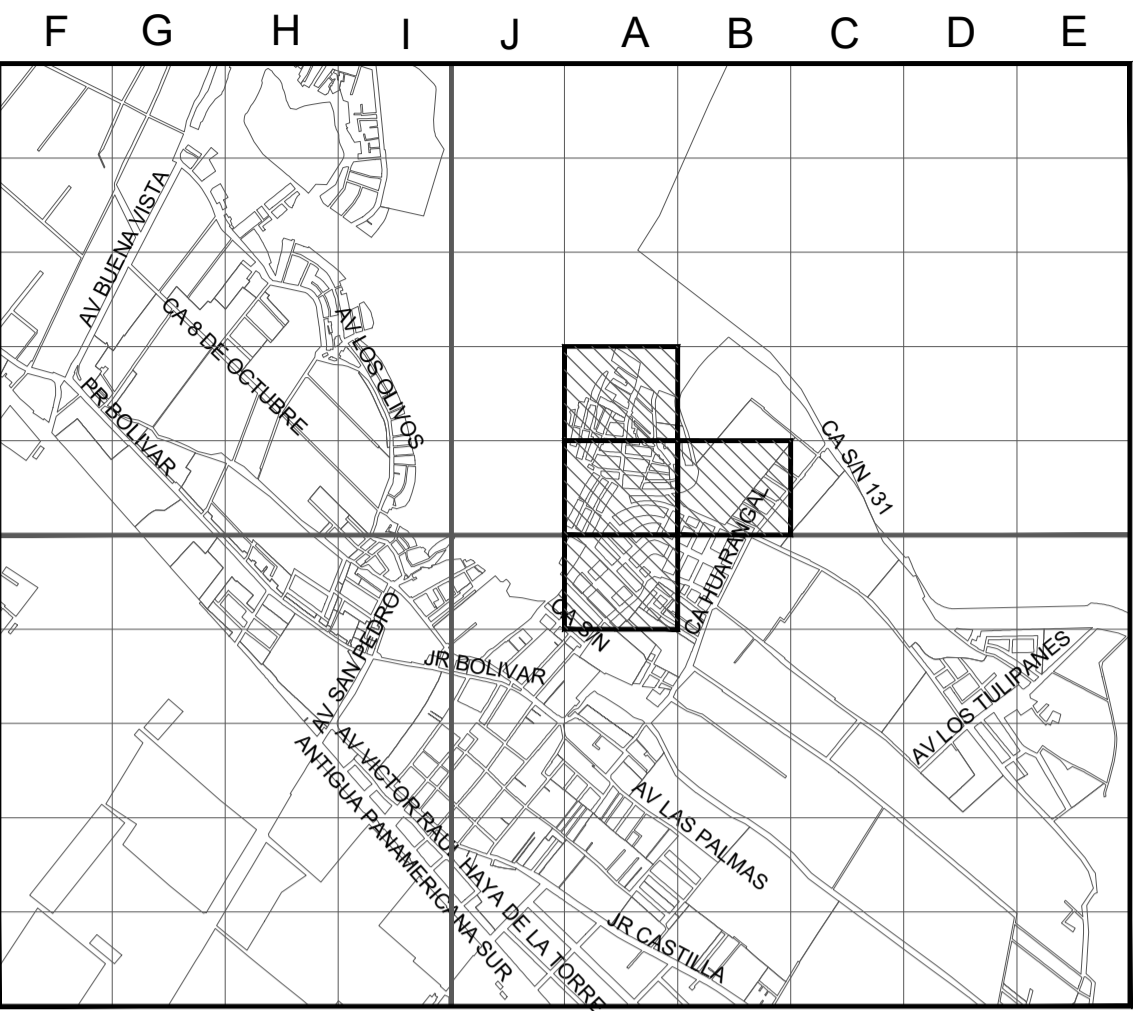 F G H I J A B C D E
AV BUENA VISTA
CA 8 DE OCTUBRE
AV LOS OLINOS
PR BOLIVAR
CA S/N 131
CA HUARANGAL
CA S/N
AV SAN PEDRO
JR BOLIVAR
AV LOS TULIPANES
AV VICTOR RAUL HAYA DE LA TORRE
ANTIGUA PANAMERICANA SUR
AV LAS PALMAS
JR CASTILLA